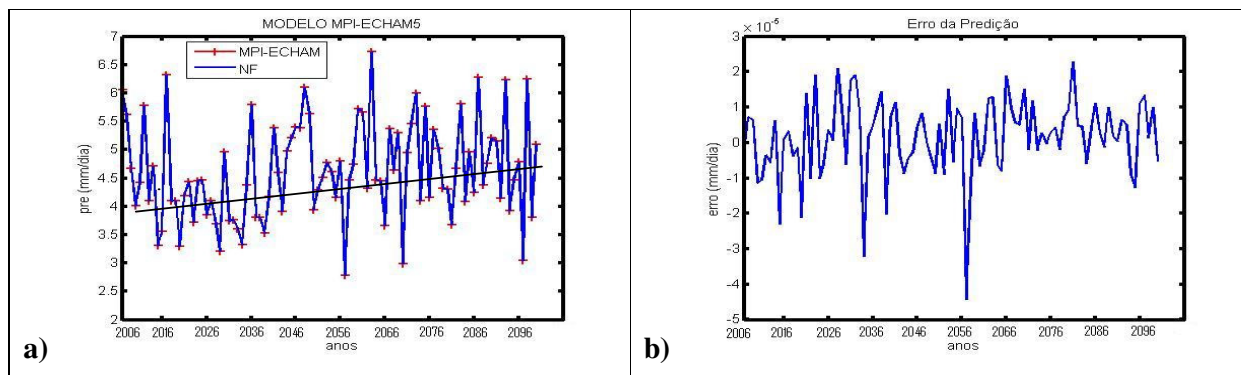 MODELO MPI-ECHAM5
7
6.5
6
5.5
5
4.5
4
3.5
3
2.5
2
pre (mm/dia)
MPI-ECHAM
NF
2006 2016 2026 2036 2046 2056 2066 2076 2086 2096
anos
a)
Erro da Predição
× 10⁻⁵
3
2
1
0
-1
-2
-3
-4
-5
erro (mm/dia)
2006 2016 2026 2036 2046 2056 2066 2076 2086 2096
anos
b)